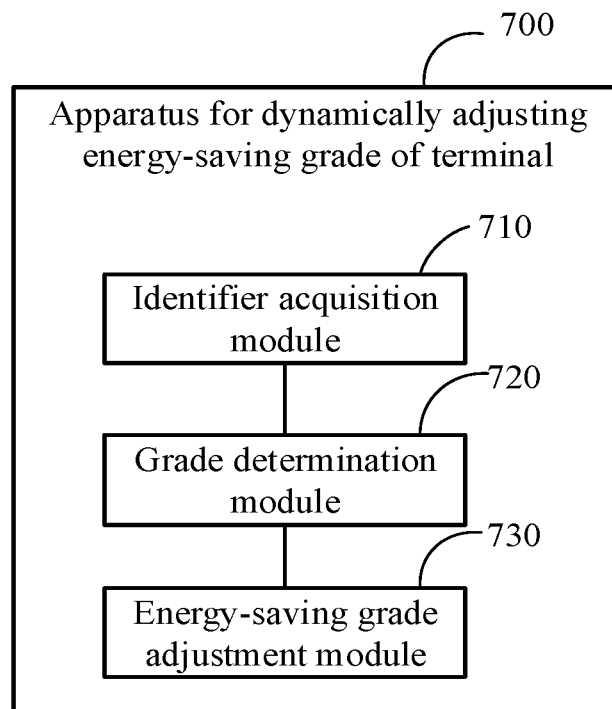 700
Apparatus for dynamically adjusting
energy-saving grade of terminal
710
Identifier acquisition
module
720
Grade determination
module
730
Energy-saving grade
adjustment module